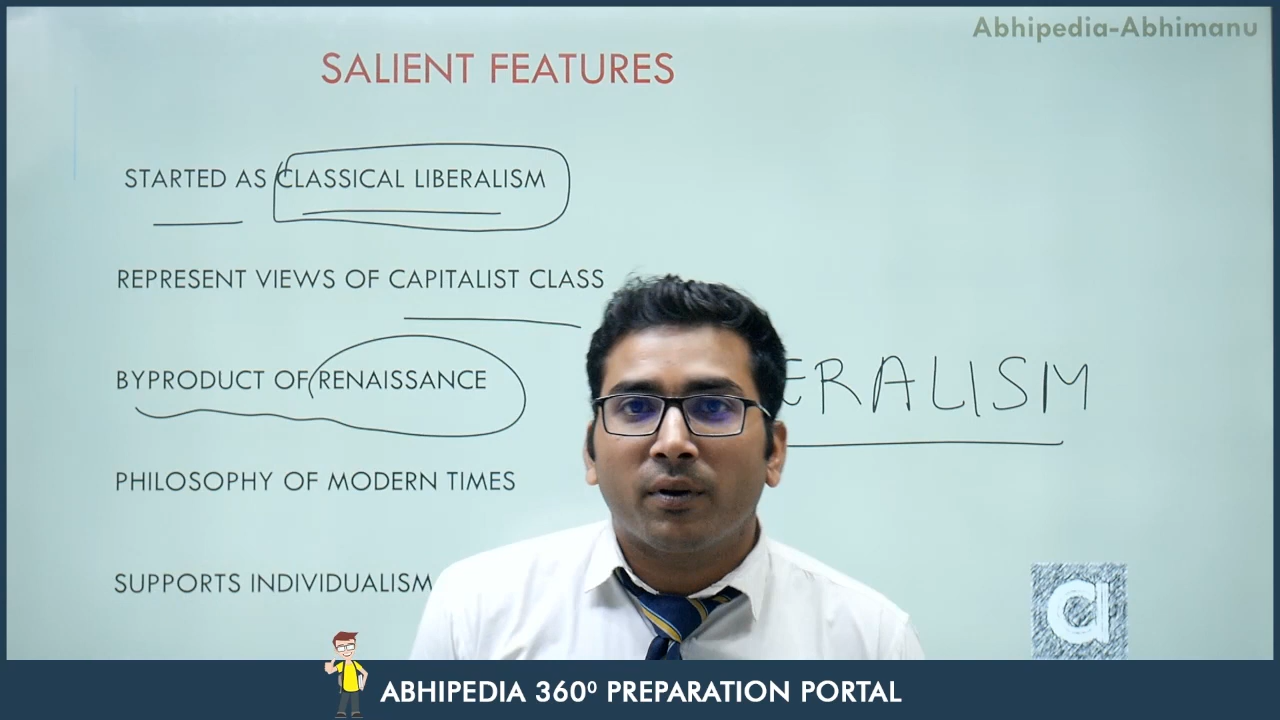 Abhipedia-Abhimanu
SALIENT FEATURES
STARTED AS CLASSICAL LIBERALISM
REPRESENT VIEWS OF CAPITALIST CLASS
BYPRODUCT OF RENAISSANCE
ERALISM
PHILOSOPHY OF MODERN TIMES
SUPPORTS INDIVIDUALISM
a
ABHIPEDIA 360⁰ PREPARATION PORTAL